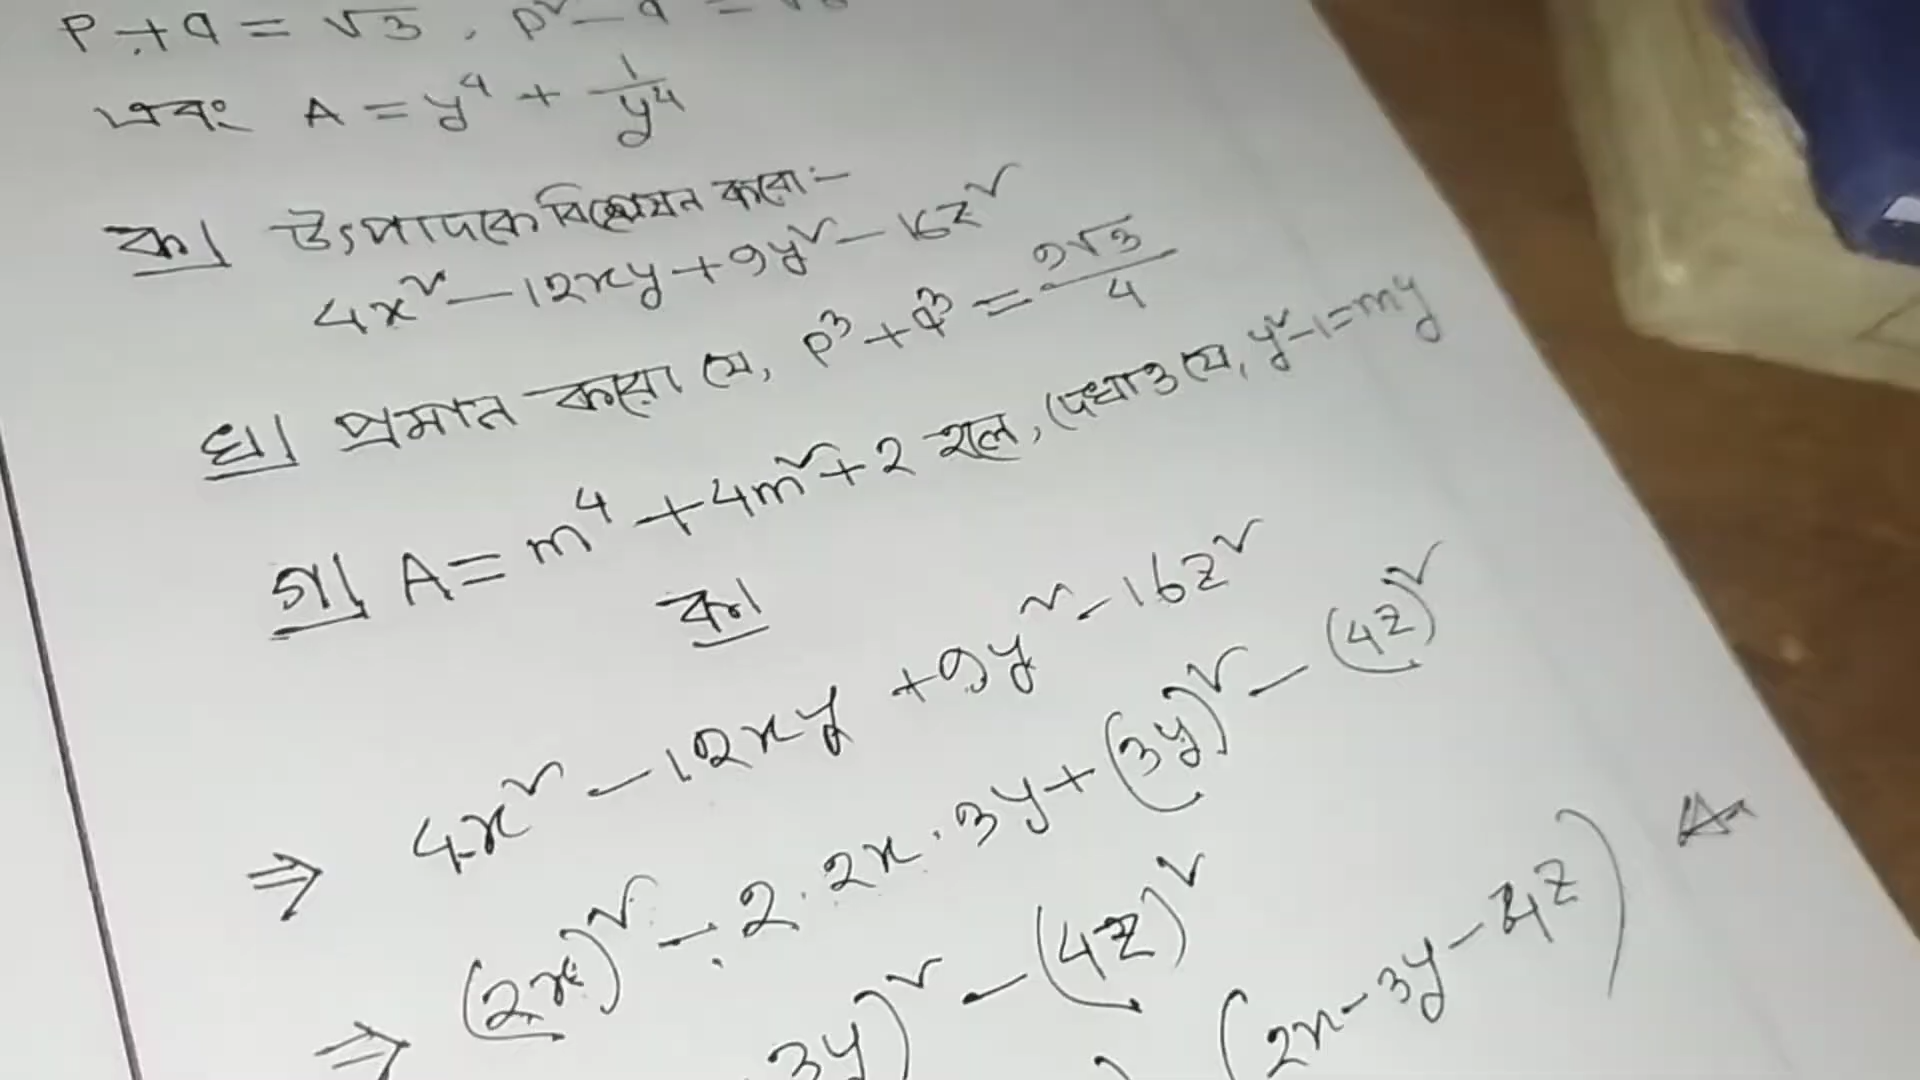 P+q = √3, p² - q
এবং A = y⁴ + 1/y⁴
ক। উৎপাদকে বিশ্লেষন করো:-
4x² - 12xy + 9y² - 16z²
খ। প্রমান করো যে, p³ + q³ = 9√3/4
গ। A = m⁴ + 4m² + 2 হলে, দেখাও যে, y² - 1 = my
ক।
4x² - 12xy + 9y² - 16z²
⇒ (2x)² - 2·2x·3y + (3y)² - (4z)²
⇒ 3y)² - (4z)²
) (2x - 3y - 4z) A